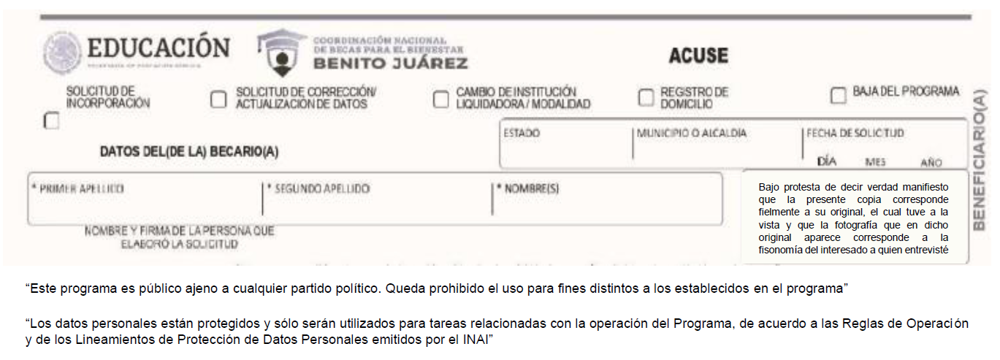 EDUCACIÓN
SECRETARÍA DE EDUCACIÓN PÚBLICA
COORDINACIÓN NACIONAL
DE BECAS PARA EL BIENESTAR
BENITO JUÁREZ
ACUSE
SOLICITUD DE
INCORPORACIÓN
SOLICITUD DE CORRECCIÓN/
ACTUALIZACIÓN DE DATOS
CAMBIO DE INSTITUCIÓN
LIQUIDADORA / MODALIDAD
REGISTRO DE
DOMICILIO
BAJA DEL PROGRAMA
BENEFICIARIO(A)
ESTADO
MUNICIPIO O ALCALDÍA
FECHA DE SOLICITUD
DÍA MES AÑO
DATOS DEL(DE LA) BECARIO(A)
* PRIMER APELLIDO
* SEGUNDO APELLIDO
* NOMBRE(S)
Bajo protesta de decir verdad manifiesto
que la presente copia corresponde
fielmente a su original, el cual tuve a la
vista y que la fotografía que en dicho
original aparece corresponde a la
fisonomía del interesado a quien entrevisté
NOMBRE Y FIRMA DE LA PERSONA QUE
ELABORÓ LA SOLICITUD
“Este programa es público ajeno a cualquier partido político. Queda prohibido el uso para fines distintos a los establecidos en el programa”
“Los datos personales están protegidos y sólo serán utilizados para tareas relacionadas con la operación del Programa, de acuerdo a las Reglas de Operación
y de los Lineamientos de Protección de Datos Personales emitidos por el INAI”